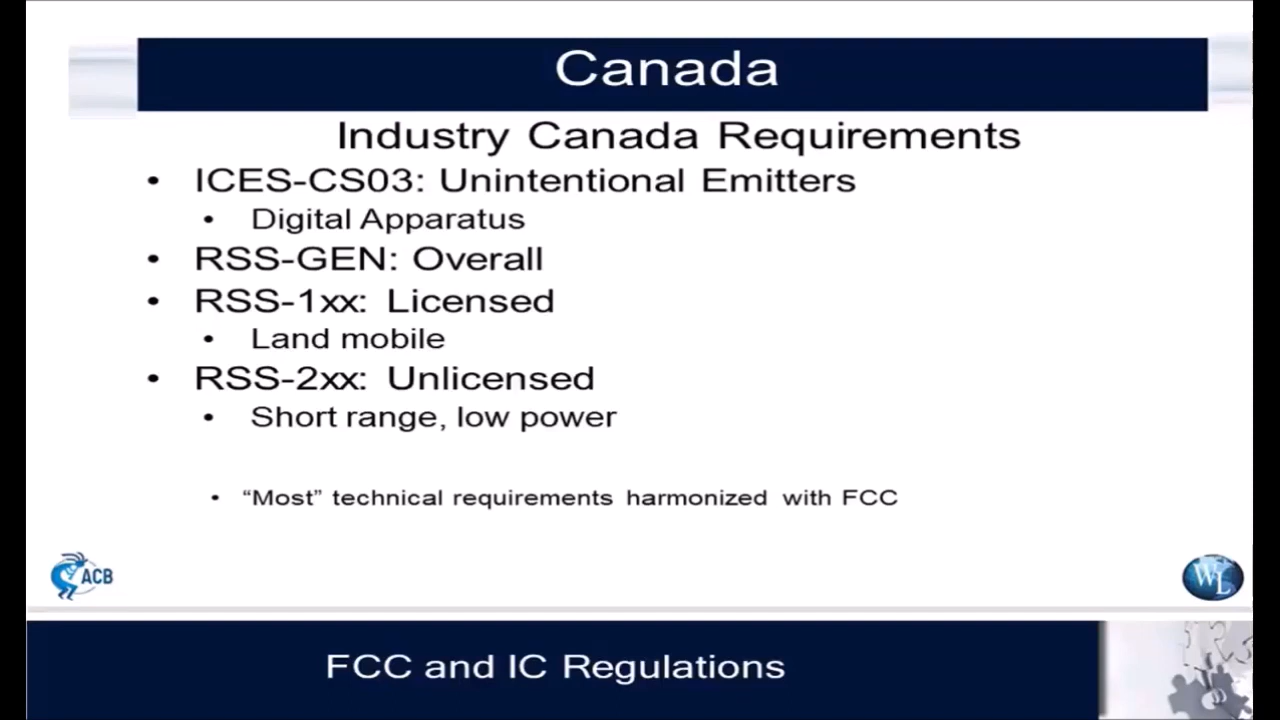 Canada
Industry Canada Requirements
• ICES-CS03: Unintentional Emitters
• Digital Apparatus
• RSS-GEN: Overall
• RSS-1xx: Licensed
• Land mobile
• RSS-2xx: Unlicensed
• Short range, low power
• “Most” technical requirements harmonized with FCC
ACB
WL
FCC and IC Regulations